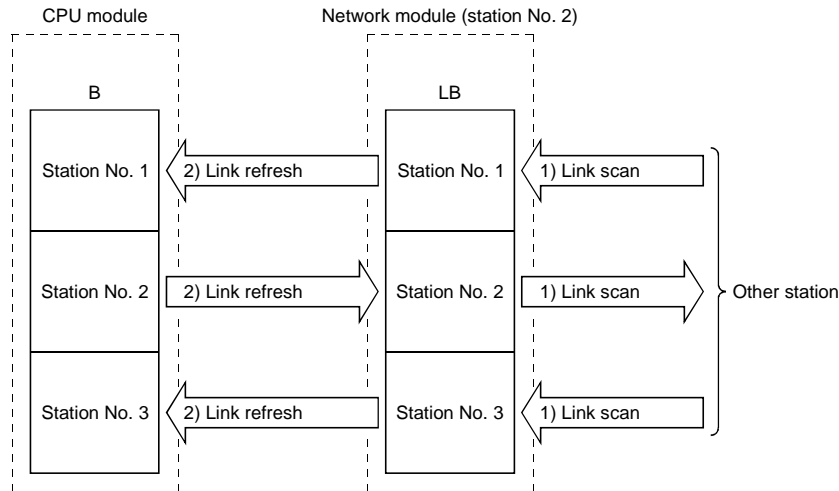 CPU module
Network module (station No. 2)
B
LB
Station No. 1
2) Link refresh
Station No. 1
1) Link scan
Station No. 2
2) Link refresh
Station No. 2
1) Link scan
Other station
Station No. 3
2) Link refresh
Station No. 3
1) Link scan